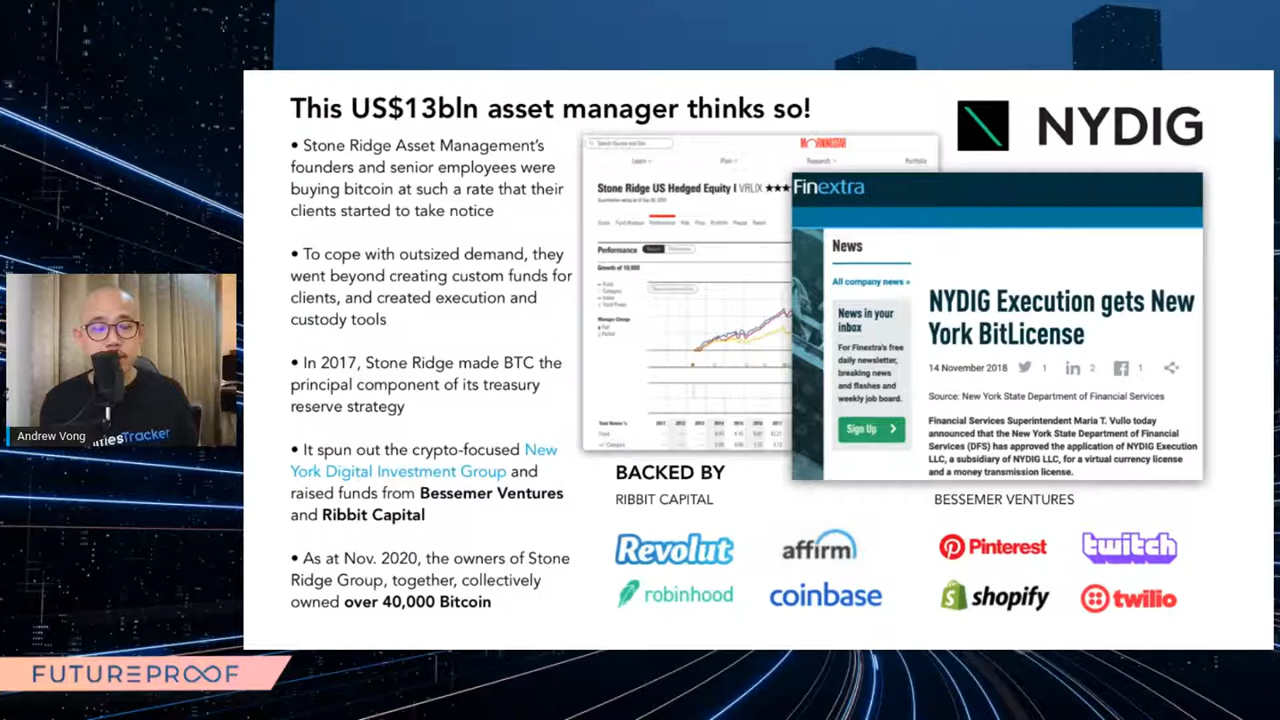 This US$13bln asset manager thinks so!
• Stone Ridge Asset Management's
founders and senior employees were
buying bitcoin at such a rate that their
clients started to take notice
• To cope with outsized demand, they
went beyond creating custom funds for
clients, and created execution and
custody tools
• In 2017, Stone Ridge made BTC the
principal component of its treasury
reserve strategy
• It spun out the crypto-focused New
York Digital Investment Group and
raised funds from Bessemer Ventures
and Ribbit Capital
• As at Nov. 2020, the owners of Stone
Ridge Group, together, collectively
owned over 40,000 Bitcoin
NYDIG
MORNINGSTAR
Learn
Research
Portfolio
Stone Ridge US Hedged Equity I VRLIX ★★★
Performance
Growth of 10,000
Finextra
News
All company news »
News in your
inbox
For Finextra's free
daily newsletter,
breaking news
and flashes and
weekly job board.
Sign Up
NYDIG Execution gets New
York BitLicense
14 November 2018
1
2
1
Source: New York State Department of Financial Services
Financial Services Superintendent Maria T. Vullo today
announced that the New York State Department of Financial
Services (DFS) has approved the application of NYDIG Execution
LLC, a subsidiary of NYDIG LLC, for a virtual currency license
and a money transmission license.
BACKED BY
RIBBIT CAPITAL
BESSEMER VENTURES
Revolut
affirm
Pinterest
twitch
robinhood
coinbase
shopify
twilio
Andrew Vong
mesTracker
FUTUREPROOF